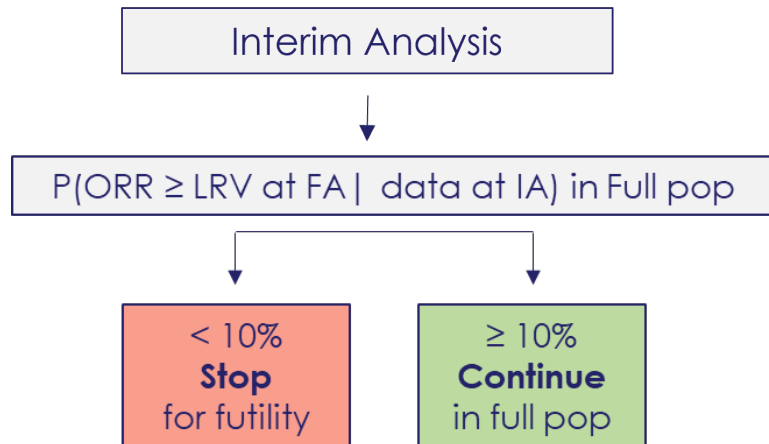 Interim Analysis
P(ORR ≥ LRV at FA| data at IA) in Full pop
< 10%
Stop
for futility
≥ 10%
Continue
in full pop